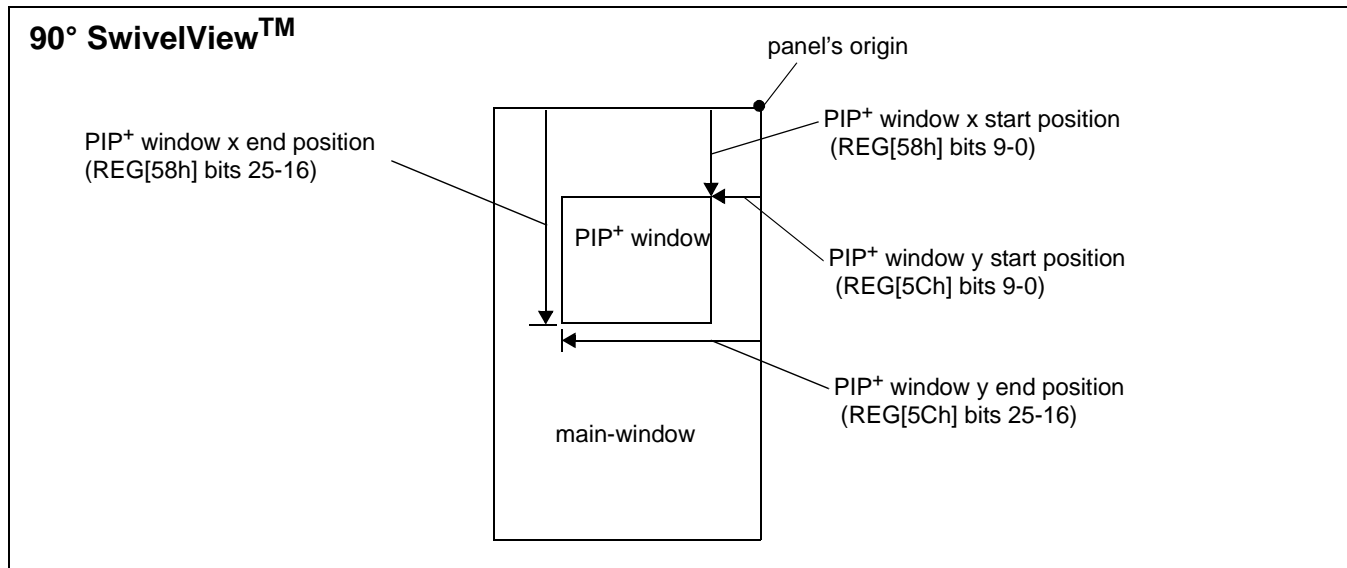 90° SwivelView™
panel's origin
PIP+ window x end position
(REG[58h] bits 25-16)
PIP+ window x start position
(REG[58h] bits 9-0)
PIP+ window
PIP+ window y start position
(REG[5Ch] bits 9-0)
PIP+ window y end position
(REG[5Ch] bits 25-16)
main-window